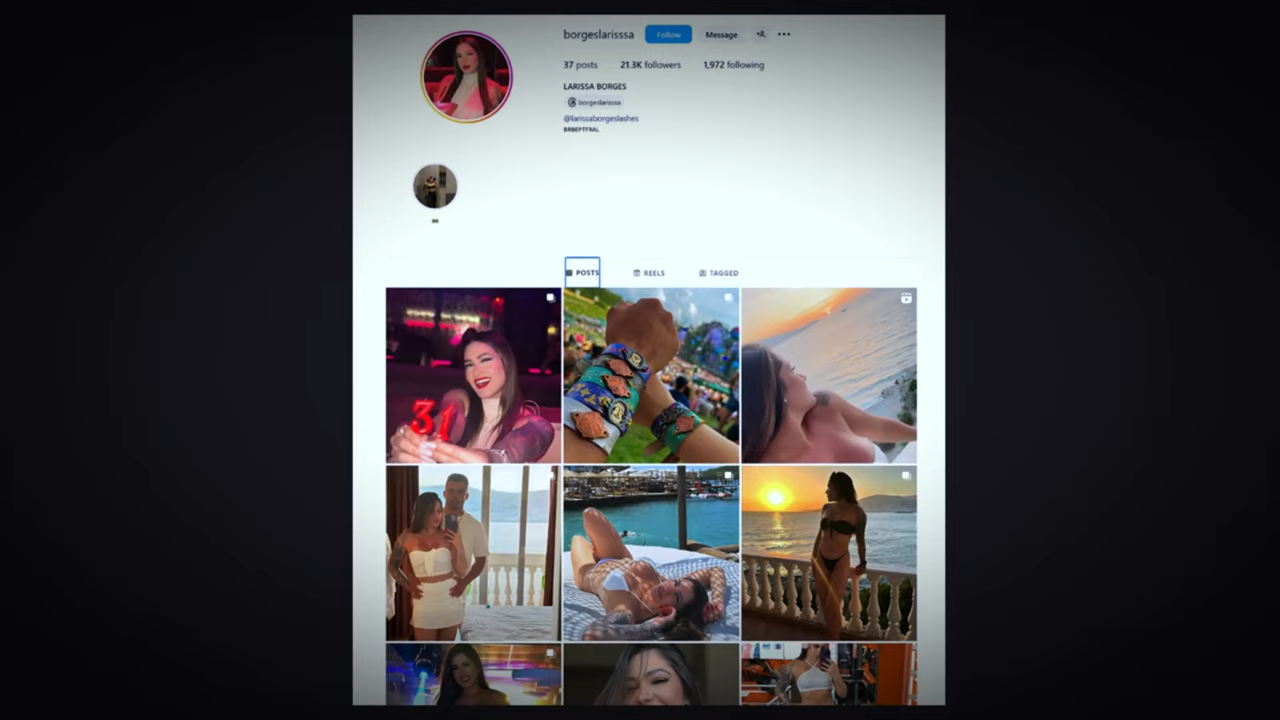 borgeslarisssa Follow Message
37 posts 21.3K followers 1,972 following
LARISSA BORGES
borgeslarisssa
@larissaborgeslashes
POSTS REELS TAGGED
31